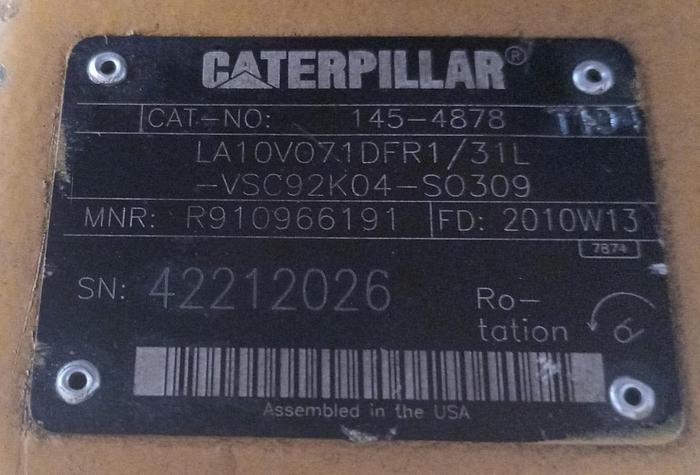 CATERPILLAR®
CAT-NO: 145-4878
LA10VO71DFR1/31L
-VSC92K04-SO309
MNR: R910966191 FD: 2010W13
7874
SN: 42212026
Ro-
tation
Assembled in the USA